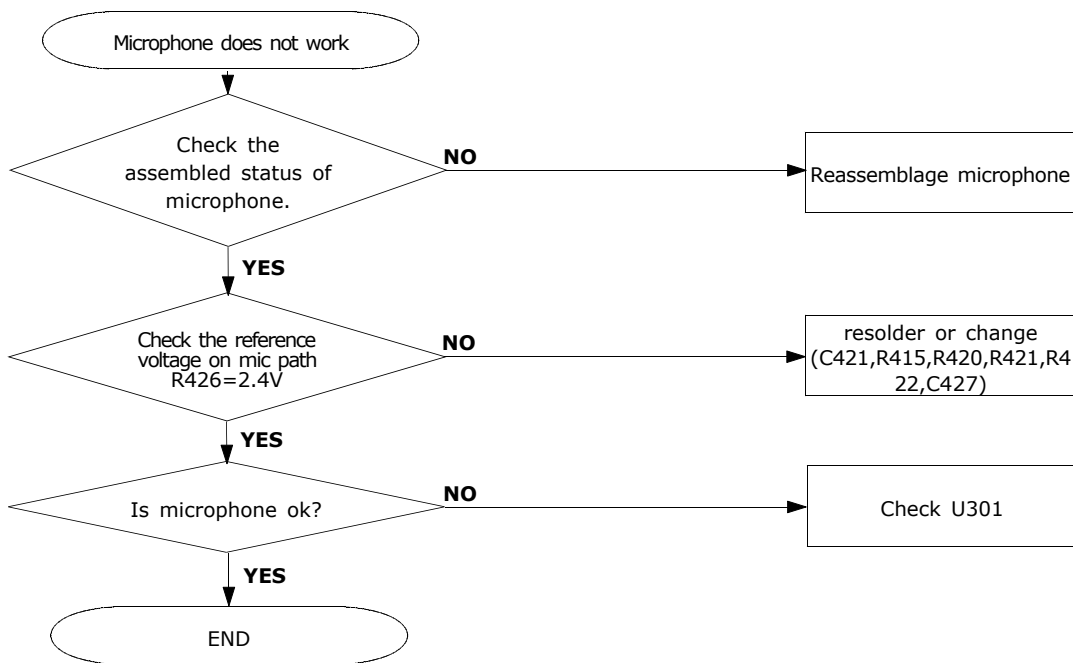 Microphone does not work
Check the
assembled status of
microphone.
NO
Reassemblage microphone
YES
Check the reference
voltage on mic path
R426=2.4V
NO
resolder or change
(C421,R415,R420,R421,R4
22,C427)
YES
Is microphone ok?
NO
Check U301
YES
END